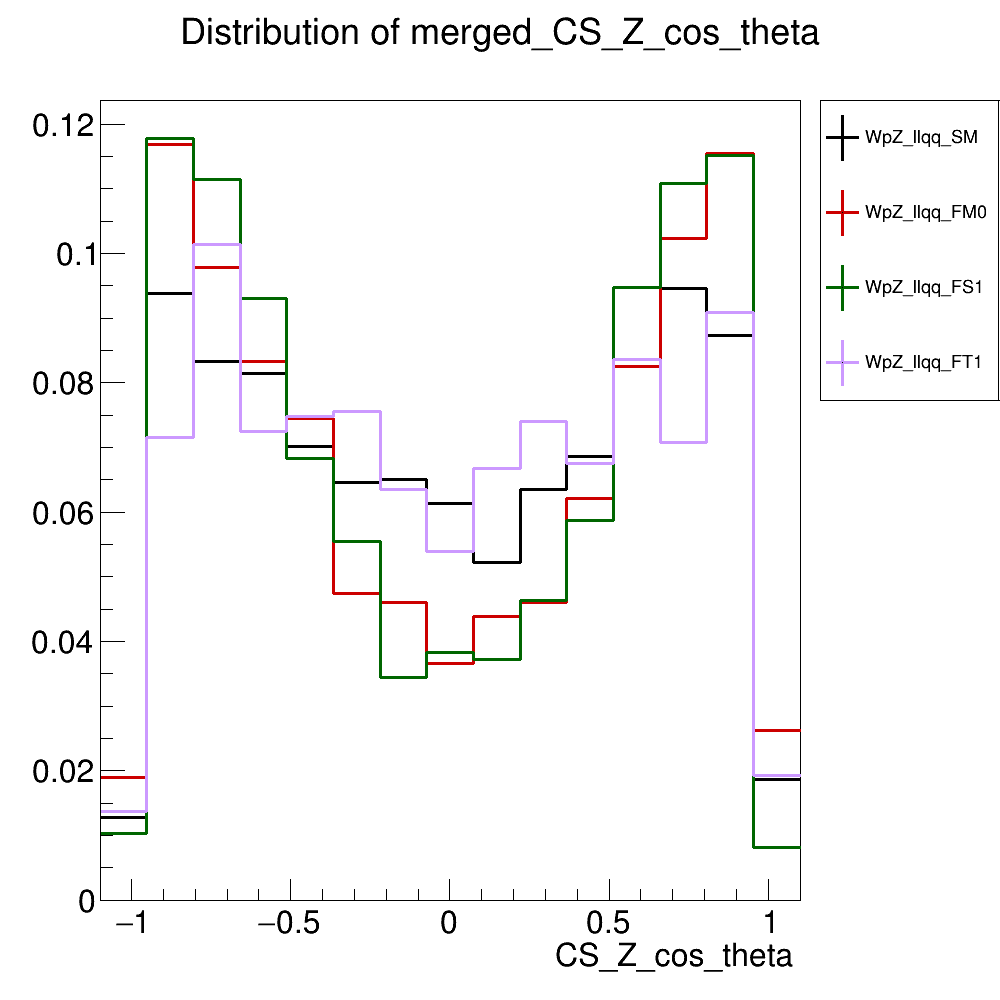 Distribution of merged_CS_Z_cos_theta
0.12
0.1
0.08
0.06
0.04
0.02
0
−1
−0.5
0
0.5
1
CS_Z_cos_theta
WpZ_llqq_SM
WpZ_llqq_FM0
WpZ_llqq_FS1
WpZ_llqq_FT1